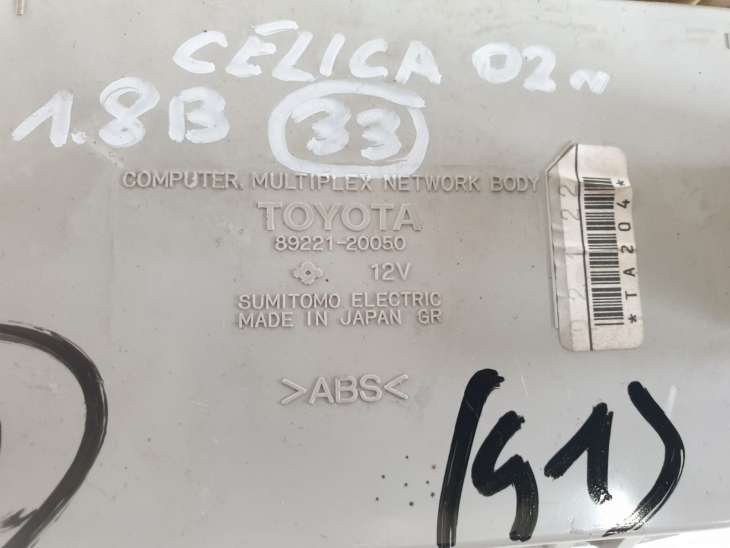 CELICA 02N
1.8B 33
COMPUTER, MULTIPLEX NETWORK BODY
TOYOTA
89221-20050
12V
SUMITOMO ELECTRIC
MADE IN JAPAN GR
>ABS<
*TA204*
(41)